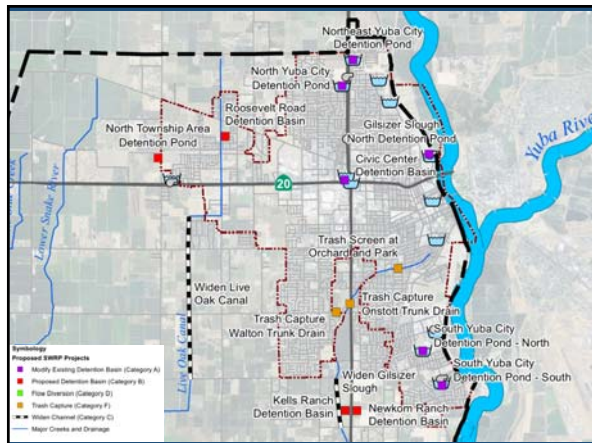 Northeast Yuba City
Detention Pond
North Yuba City
Detention Pond
Roosevelt Road
Detention Basin
North Township Area
Detention Pond
Gilsizer Slough
North Detention Pond
Civic Center
Detention Basin
Yuba River
20
Lower Snake River
Trash Screen at
Orchard and Park
Widen Live
Oak Canal
Trash Capture
Onstott Trunk Drain
Trash Capture
Walton Trunk Drain
Live Oak Canal
South Yuba City
Detention Pond - North
Widen Gilsizer
Slough
South Yuba City
Detention Pond - South
Kells Ranch
Detention Basin
Newkom Ranch
Detention Basin
Symbology
Proposed SWRP Projects
Modify Existing Detention Basin (Category A)
Proposed Detention Basin (Category B)
Flow Diversion (Category D)
Trash Capture (Category F)
Widen Channel (Category C)
Major Creeks and Drainage